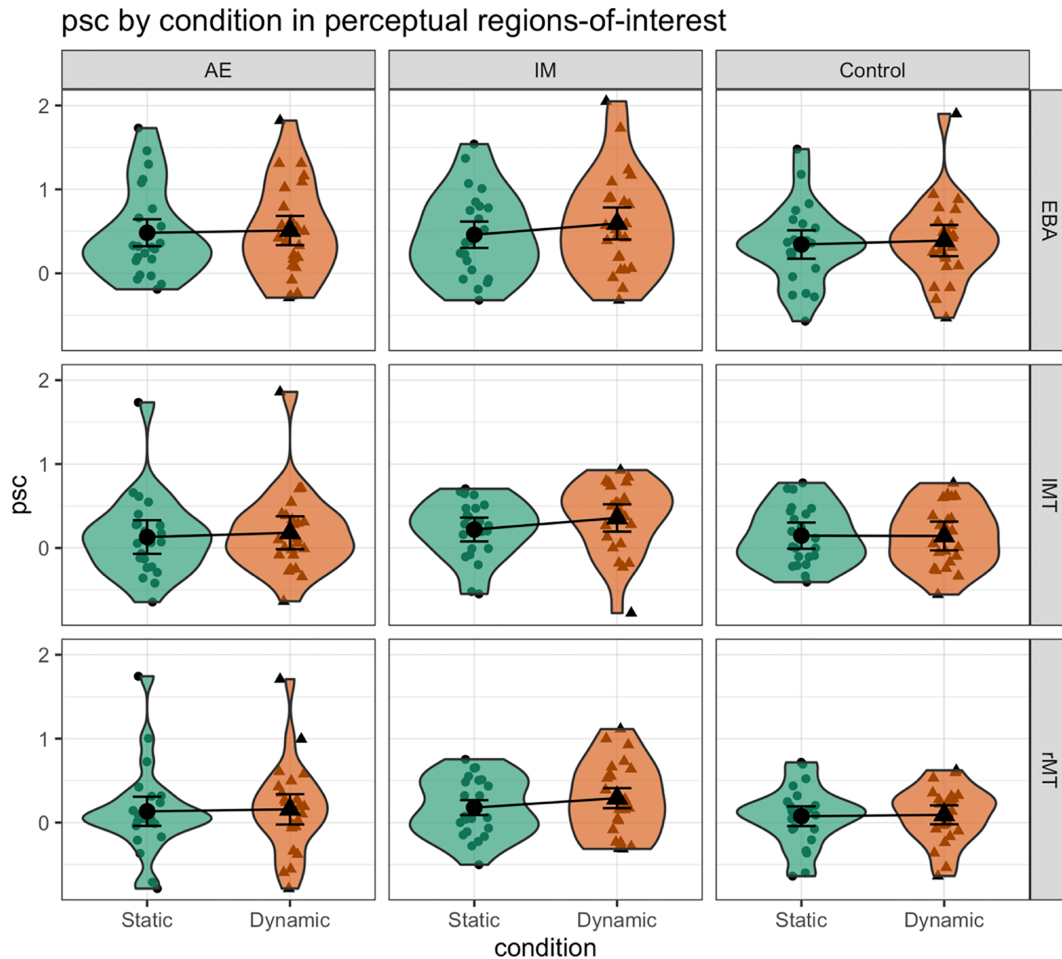 psc by condition in perceptual regions-of-interest
AE
IM
Control
2
1
0
EBA
2
1
0
lMT
2
1
0
rMT
psc
Static
Dynamic
Static
Dynamic
Static
Dynamic
condition